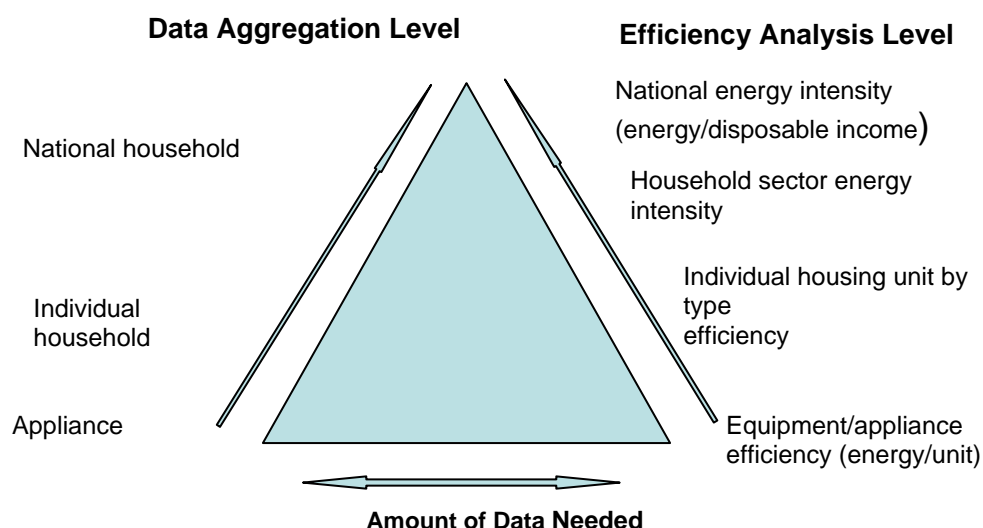 Data Aggregation Level
Efficiency Analysis Level
National energy intensity
(energy/disposable income)
National household
Household sector energy
intensity
Individual housing unit by
type
efficiency
Individual
household
Appliance
Equipment/appliance
efficiency (energy/unit)
Amount of Data Needed